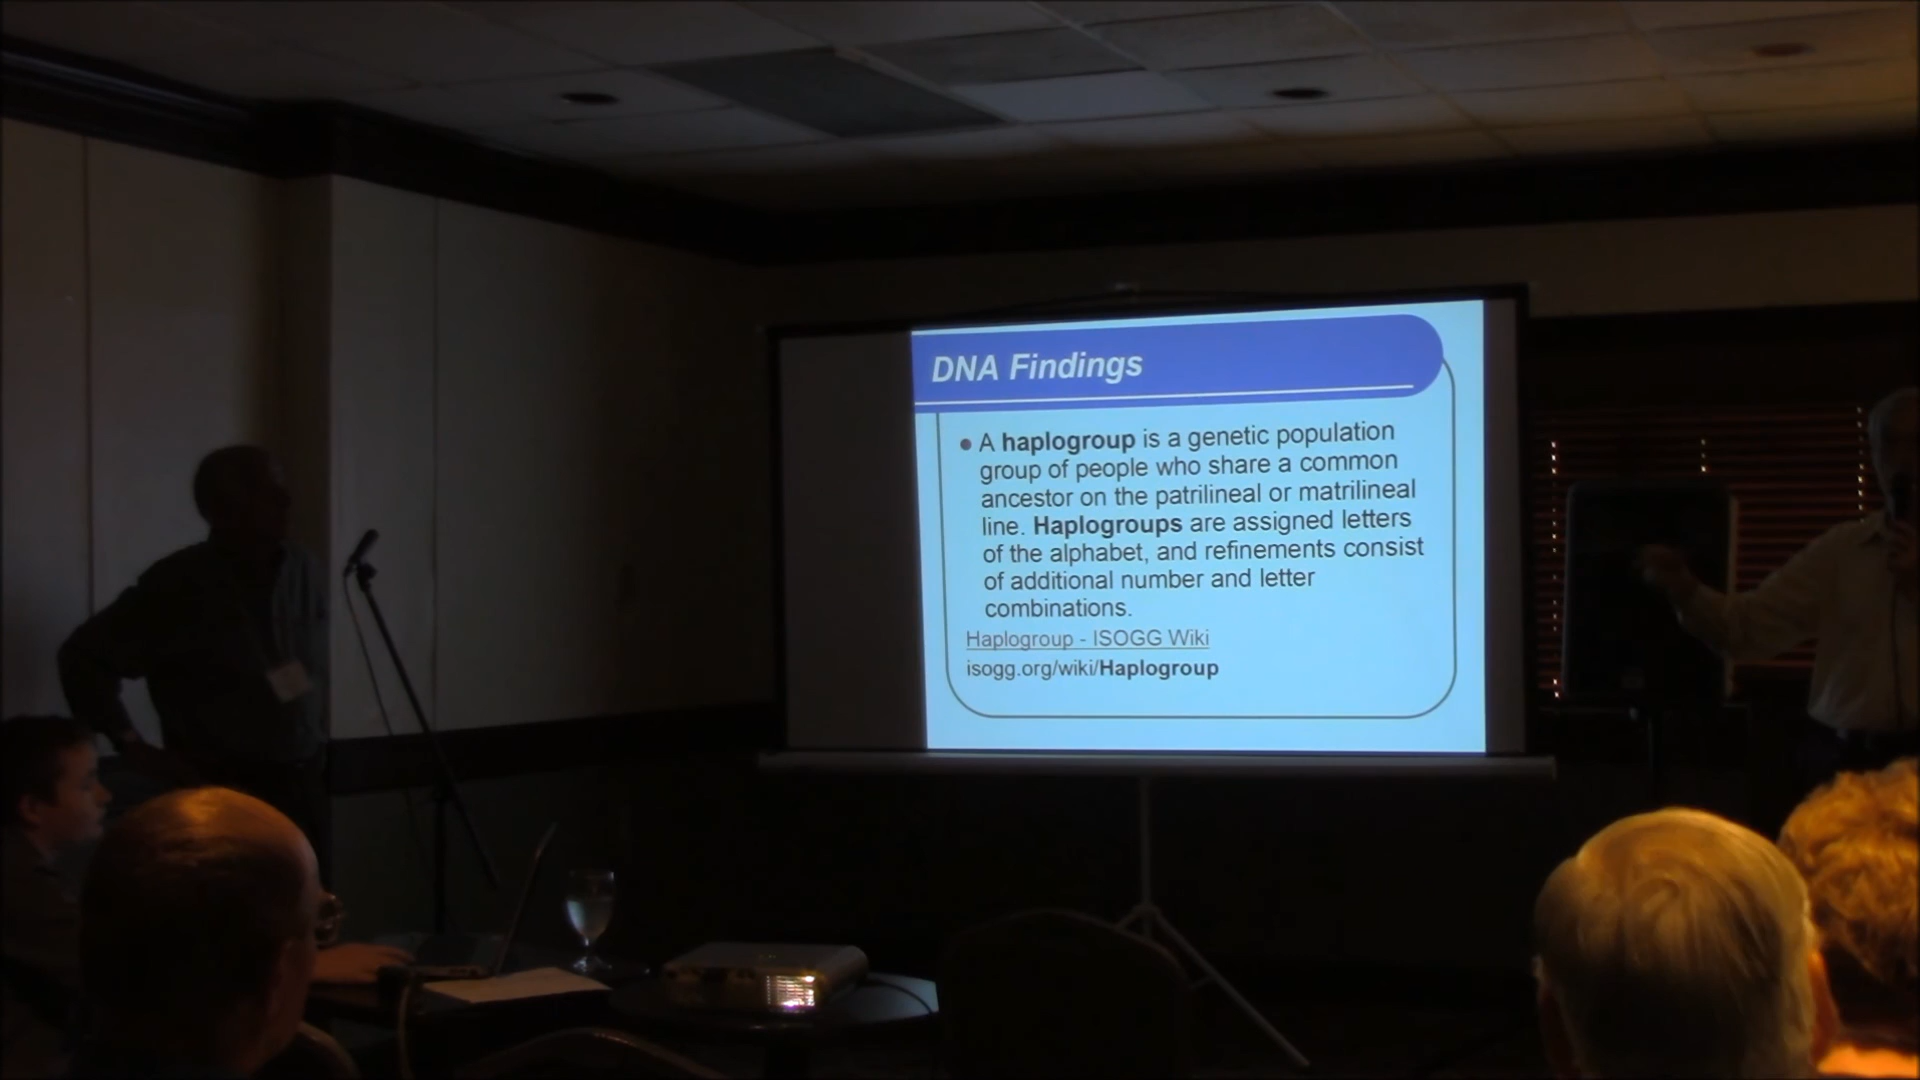 DNA Findings
A haplogroup is a genetic population
group of people who share a common
ancestor on the patrilineal or matrilineal
line. Haplogroups are assigned letters
of the alphabet, and refinements consist
of additional number and letter
combinations.
Haplogroup - ISOGG Wiki
isogg.org/wiki/Haplogroup